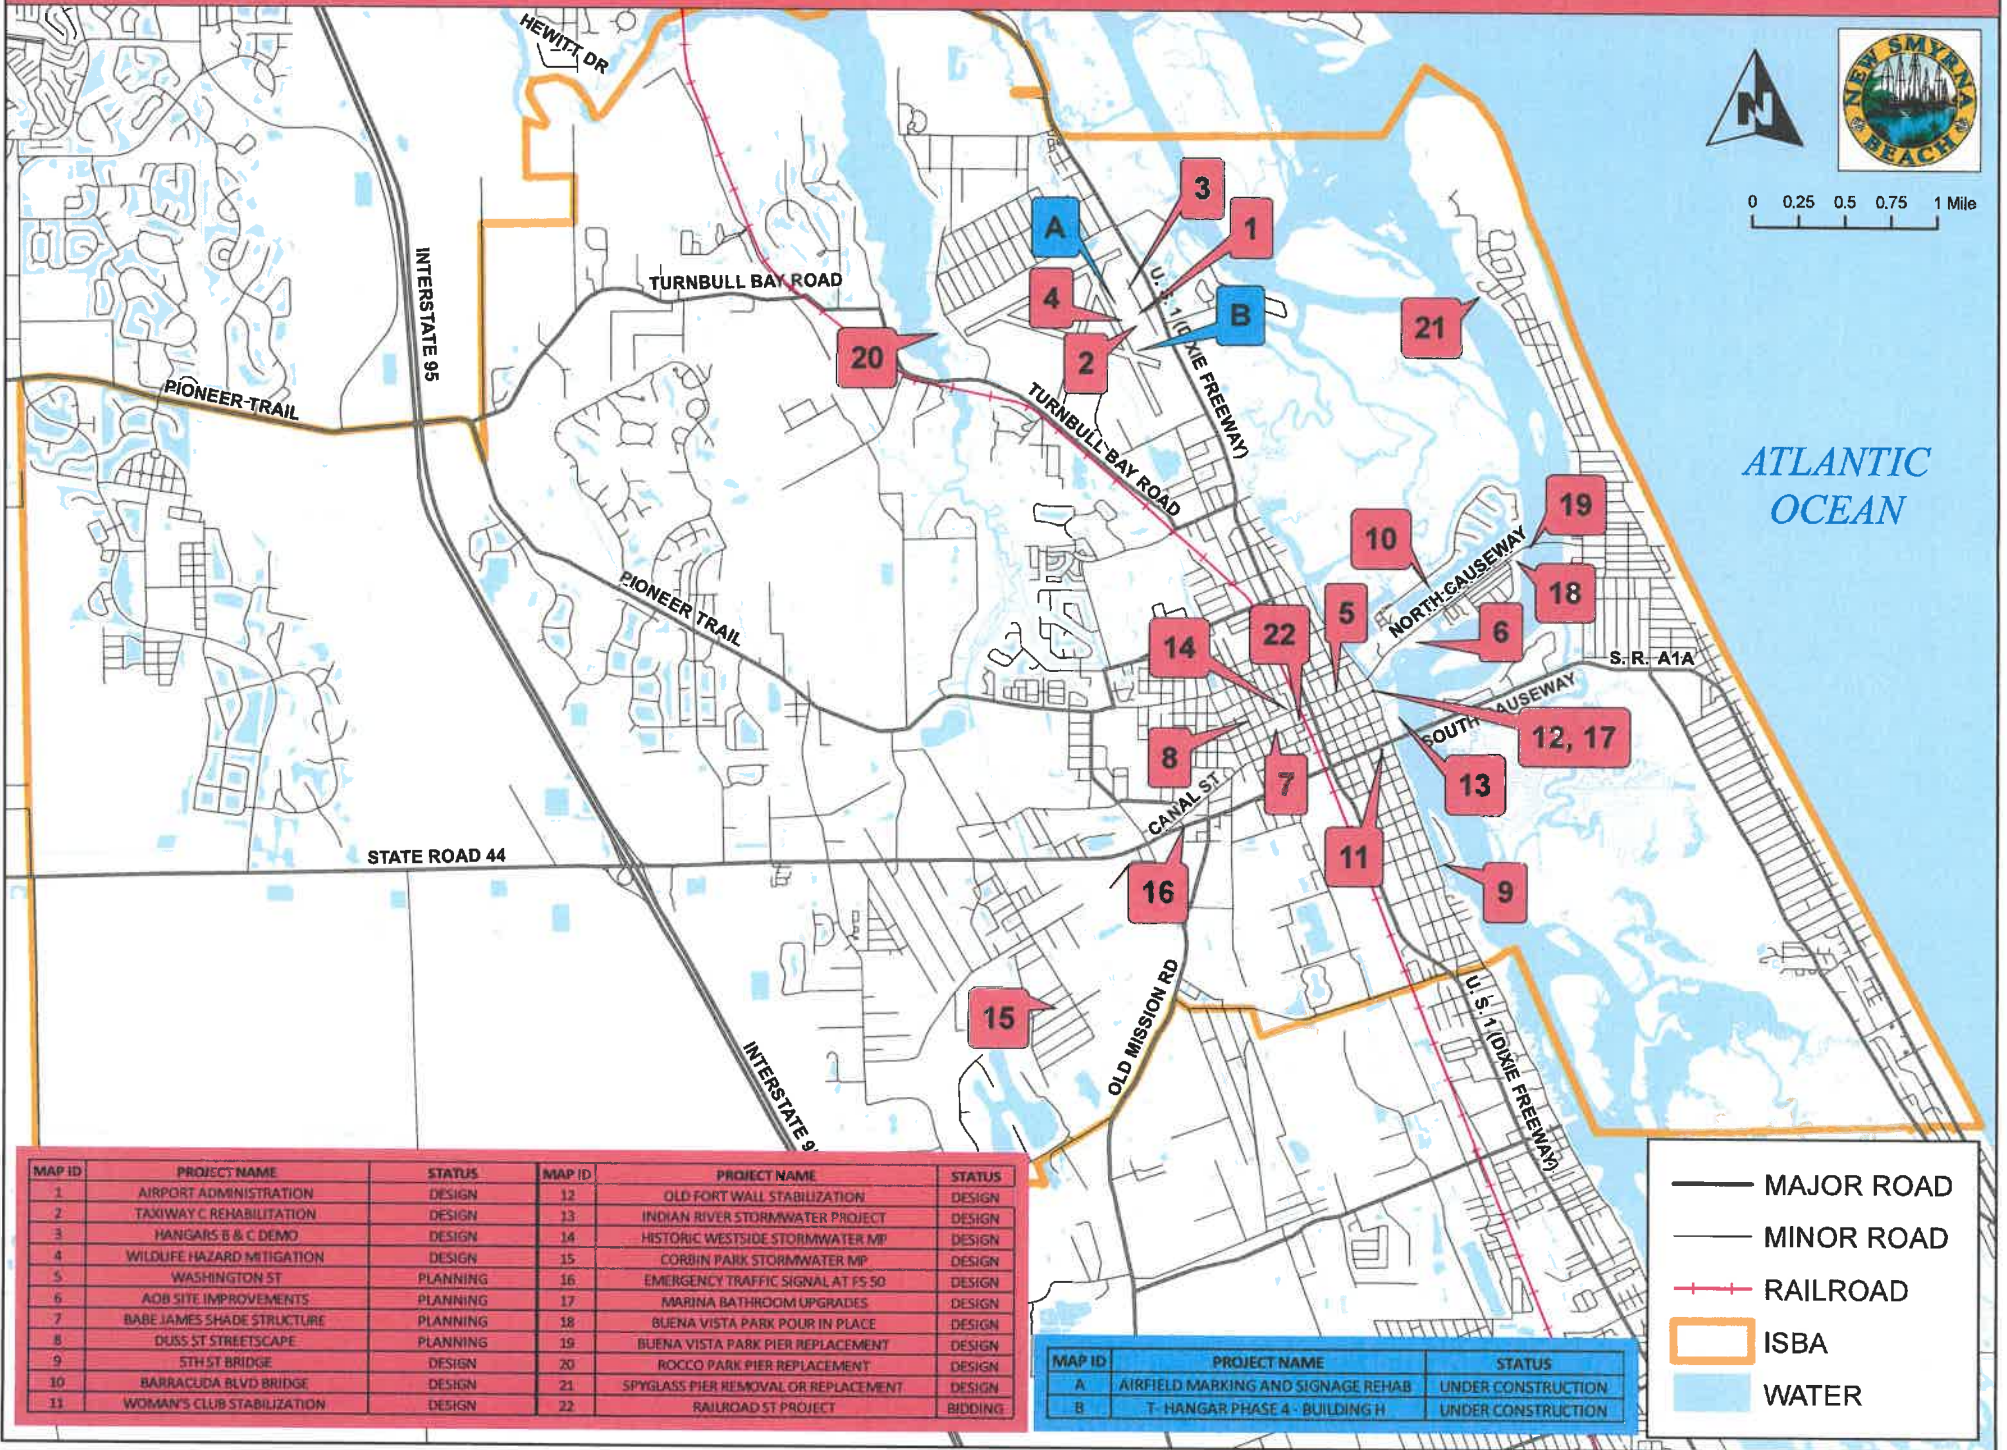 HEWITT DR
NEW SMYRNA BEACH
N
0 0.25 0.5 0.75 1 Mile
3
A
1
INTERSTATE 95
TURNBULL BAY ROAD
4
U. S. 1 (DIXIE FREEWAY)
B
21
20
2
PIONEER TRAIL
TURNBULL BAY ROAD
ATLANTIC
OCEAN
19
10
NORTH CAUSEWAY
18
PIONEER TRAIL
5
22
6
14
S. R. A1A
SOUTH CAUSEWAY
12, 17
8
7
13
CANAL ST
STATE ROAD 44
11
16
9
15
OLD MISSION RD
U. S. 1 (DIXIE FREEWAY)
INTERSTATE 9
MAP ID PROJECT NAME STATUS MAP ID PROJECT NAME STATUS
1 AIRPORT ADMINISTRATION DESIGN 12 OLD FORT WALL STABILIZATION DESIGN
2 TAXIWAY C REHABILITATION DESIGN 13 INDIAN RIVER STORMWATER PROJECT DESIGN
3 HANGARS B & C DEMO DESIGN 14 HISTORIC WESTSIDE STORMWATER MP DESIGN
4 WILDLIFE HAZARD MITIGATION DESIGN 15 CORBIN PARK STORMWATER MP DESIGN
5 WASHINGTON ST PLANNING 16 EMERGENCY TRAFFIC SIGNAL AT FS 50 DESIGN
6 AOB SITE IMPROVEMENTS PLANNING 17 MARINA BATHROOM UPGRADES DESIGN
7 BABE JAMES SHADE STRUCTURE PLANNING 18 BUENA VISTA PARK POUR IN PLACE DESIGN
8 DUSS ST STREETSCAPE PLANNING 19 BUENA VISTA PARK PIER REPLACEMENT DESIGN
9 5TH ST BRIDGE DESIGN 20 ROCCO PARK PIER REPLACEMENT DESIGN
10 BARRACUDA BLVD BRIDGE DESIGN 21 SPYGLASS PIER REMOVAL OR REPLACEMENT DESIGN
11 WOMAN'S CLUB STABILIZATION DESIGN 22 RAILROAD ST PROJECT BIDDING
MAP ID PROJECT NAME STATUS
A AIRFIELD MARKING AND SIGNAGE REHAB UNDER CONSTRUCTION
B T- HANGAR PHASE 4 - BUILDING H UNDER CONSTRUCTION
MAJOR ROAD
MINOR ROAD
RAILROAD
ISBA
WATER